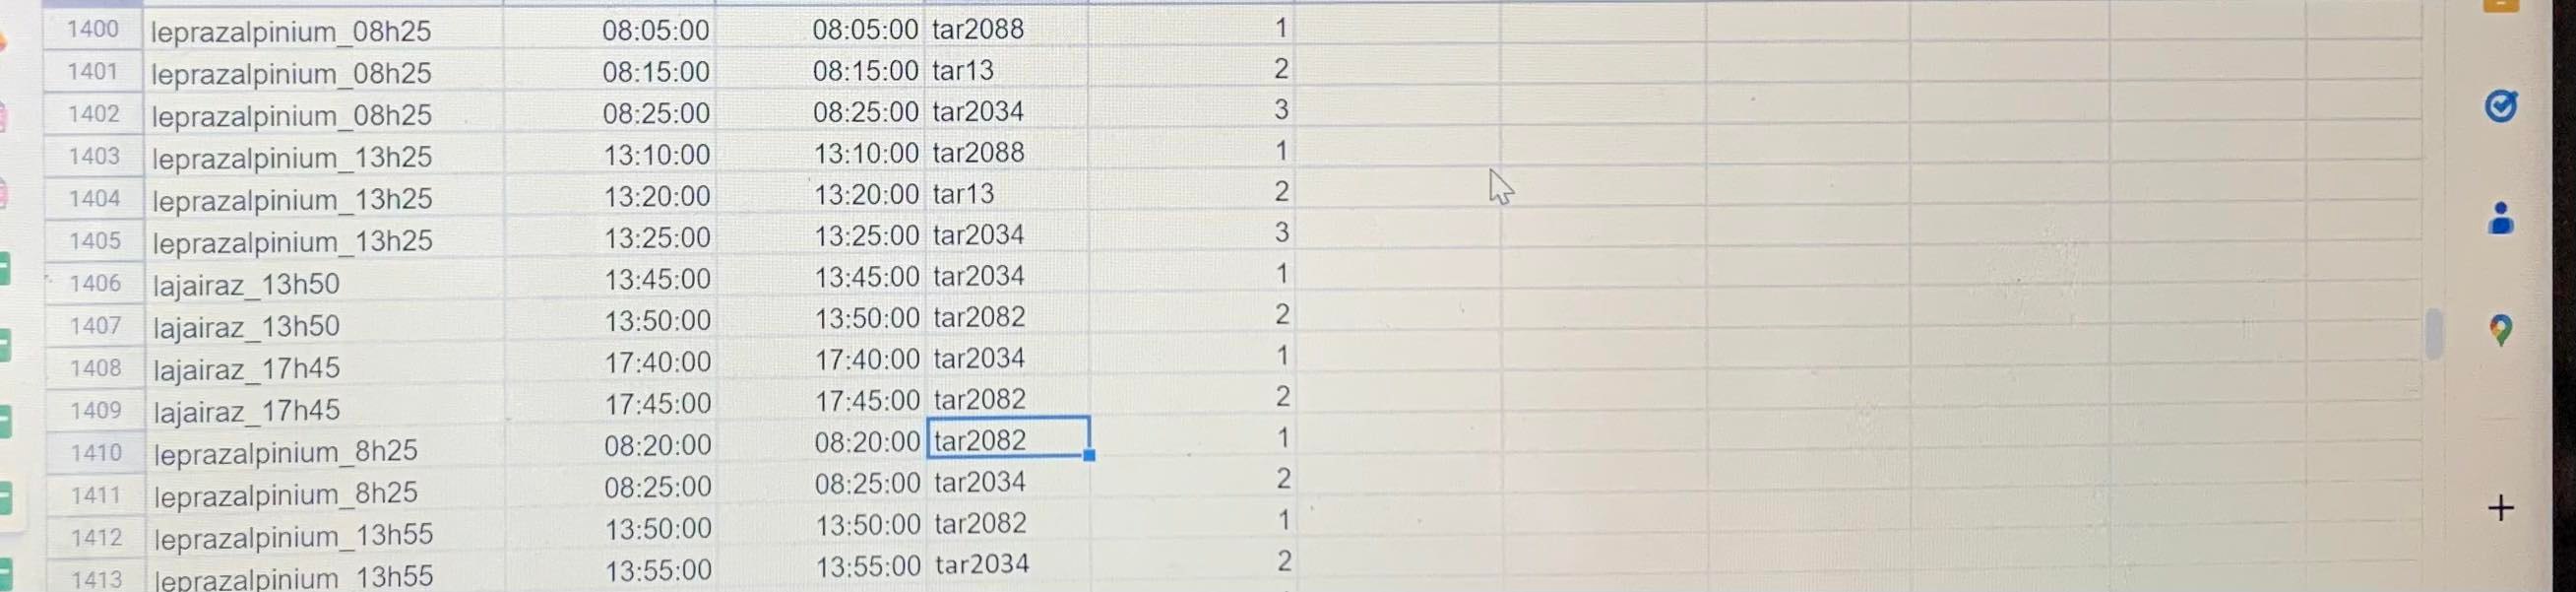 1400 leprazalpinium_08h25 08:05:00 08:05:00 tar2088 1
1401 leprazalpinium_08h25 08:15:00 08:15:00 tar13 2
1402 leprazalpinium_08h25 08:25:00 08:25:00 tar2034 3
1403 leprazalpinium_13h25 13:10:00 13:10:00 tar2088 1
1404 leprazalpinium_13h25 13:20:00 13:20:00 tar13 2
1405 leprazalpinium_13h25 13:25:00 13:25:00 tar2034 3
1406 lajairaz_13h50 13:45:00 13:45:00 tar2034 1
1407 lajairaz_13h50 13:50:00 13:50:00 tar2082 2
1408 lajairaz_17h45 17:40:00 17:40:00 tar2034 1
1409 lajairaz_17h45 17:45:00 17:45:00 tar2082 2
1410 leprazalpinium_8h25 08:20:00 08:20:00 tar2082 1
1411 leprazalpinium_8h25 08:25:00 08:25:00 tar2034 2
1412 leprazalpinium_13h55 13:50:00 13:50:00 tar2082 1
1413 leprazalpinium_13h55 13:55:00 13:55:00 tar2034 2